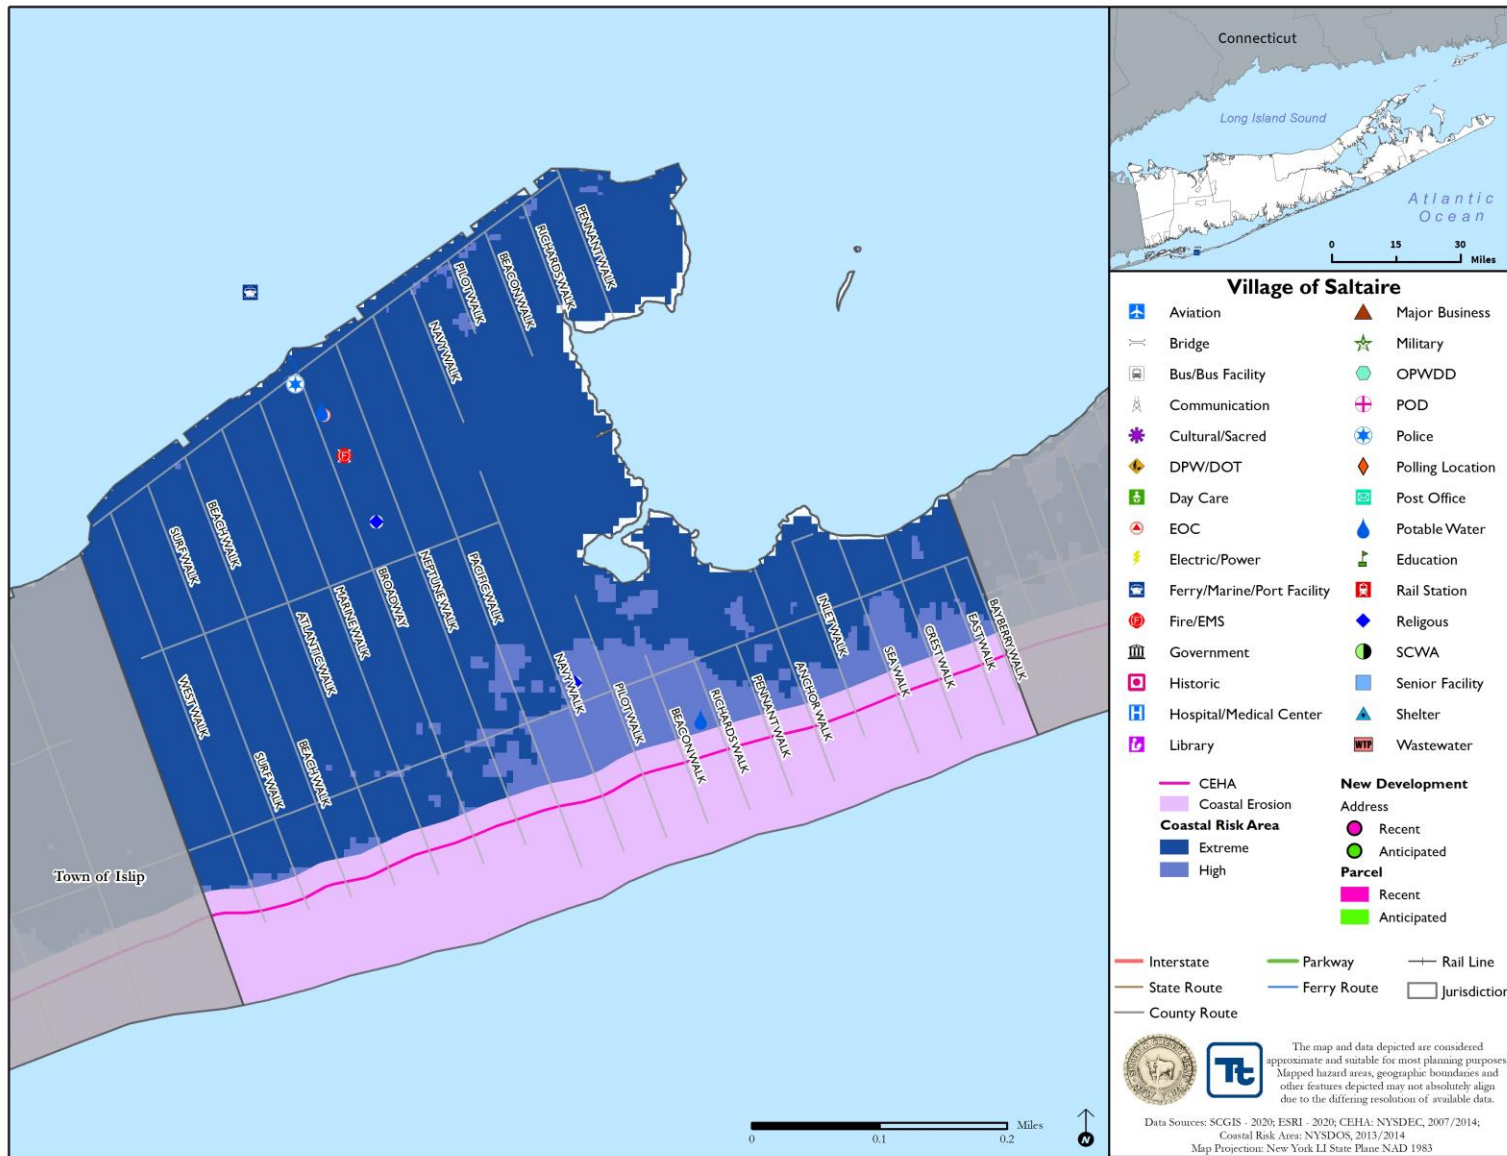 Connecticut
Long Island Sound
Atlantic
Ocean
0 15 30
Miles
PENNANT WALK
RICHARDS WALK
BEACON WALK
PILOT WALK
NAVY WALK
BEACH WALK
SURF WALK
BROADWAY
NEPTUNE WALK
PACIFIC WALK
MARINE WALK
ATLANTIC WALK
WEST WALK
SURF WALK
BEACH WALK
NAVY WALK
PILOT WALK
BEACON WALK
RICHARDS WALK
PENNANT WALK
ANCHOR WALK
INLET WALK
SEA WALK
CREST WALK
EAST WALK
BAYBERRY WALK
Town of Islip
F
0 0.1 0.2
Miles
N
Village of Saltaire
Aviation
Bridge
Bus/Bus Facility
Communication
Cultural/Sacred
DPW/DOT
Day Care
EOC
Electric/Power
Ferry/Marine/Port Facility
F
Fire/EMS
Government
Historic
H
Hospital/Medical Center
Library
Major Business
Military
OPWDD
POD
Police
Polling Location
Post Office
Potable Water
Education
Rail Station
Religous
SCWA
Senior Facility
Shelter
WTP
Wastewater
CEHA
Coastal Erosion
Coastal Risk Area
Extreme
High
New Development
Address
Recent
Anticipated
Parcel
Recent
Anticipated
Interstate
Parkway
Rail Line
State Route
Ferry Route
Jurisdiction
County Route
Tt
The map and data depicted are considered
approximate and suitable for most planning purposes.
Mapped hazard areas, geographic boundaries and
other features depicted may not absolutely align
due to the differing resolution of available data.
Data Sources: SCGIS - 2020; ESRI - 2020; CEHA: NYSDEC, 2007/2014;
Coastal Risk Area: NYSDOS, 2013/2014
Map Projection: New York LI State Plane NAD 1983